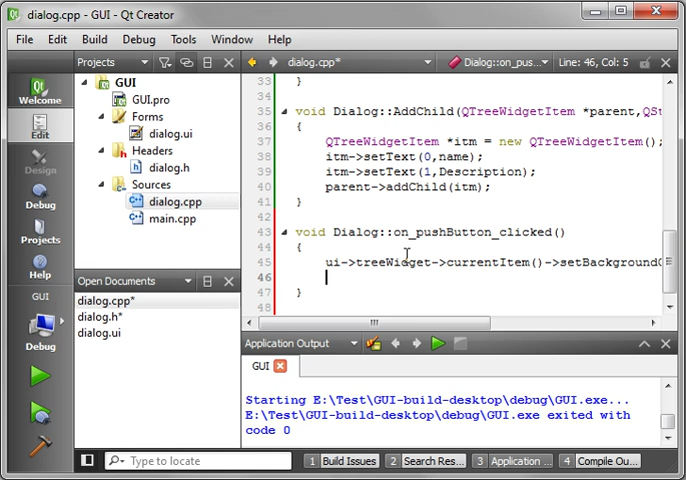 dialog.cpp* - GUI - Qt Creator
File Edit Build Debug Tools Window Help
Projects
dialog.cpp*
Dialog::on_pus...
Line: 46, Col: 5
Welcome
Edit
Design
Debug
Projects
Help
GUI
Debug
GUI
GUI.pro
Forms
dialog.ui
Headers
dialog.h
Sources
dialog.cpp
main.cpp
Open Documents
dialog.cpp*
dialog.h*
dialog.ui
33 }
34
35 void Dialog::AddChild(QTreeWidgetItem *parent,QSt
36 {
37 QTreeWidgetItem *itm = new QTreeWidgetItem();
38 itm->setText(0,name);
39 itm->setText(1,Description);
40 parent->addChild(itm);
41 }
42
43 void Dialog::on_pushButton_clicked()
44 {
45 ui->treeWidget->currentItem()->setBackgroundC
46
47 }
Application Output
GUI
Starting E:\Test\GUI-build-desktop\debug\GUI.exe...
E:\Test\GUI-build-desktop\debug\GUI.exe exited with
code 0
Type to locate
1 Build Issues
2 Search Res...
3 Application ...
4 Compile Ou...